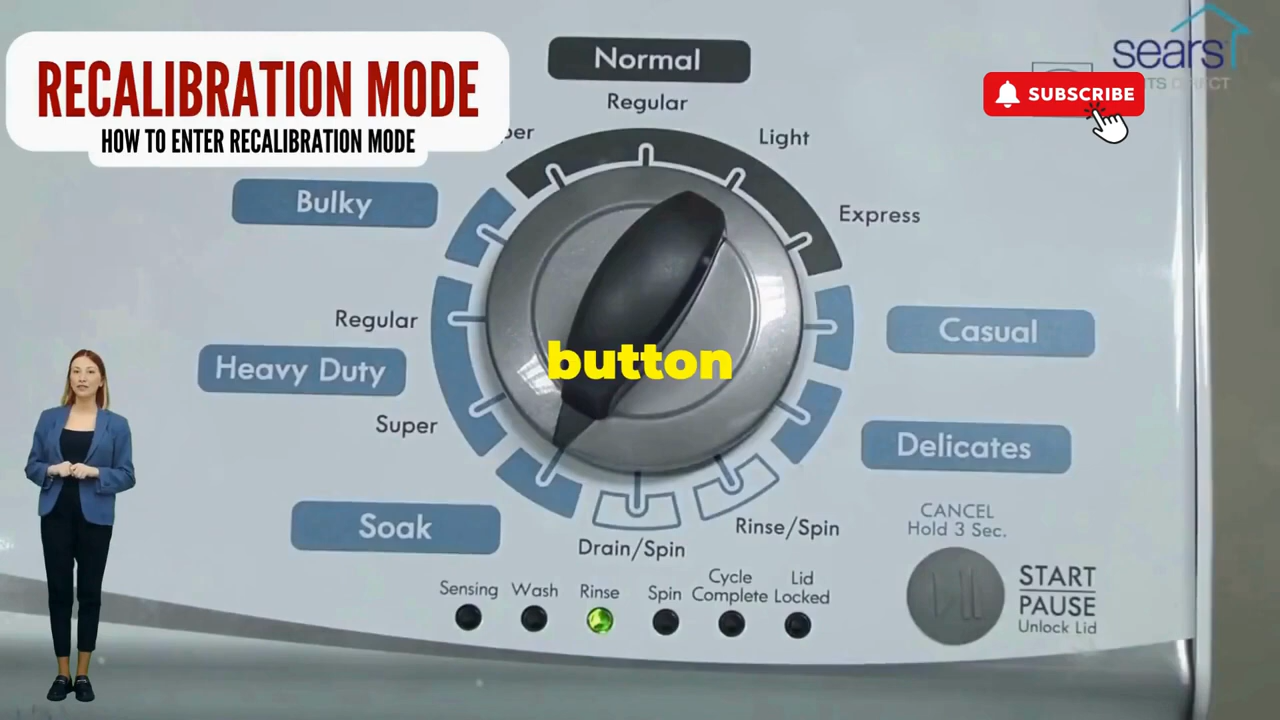 RECALIBRATION MODE
HOW TO ENTER RECALIBRATION MODE
sears
DIRECT
SUBSCRIBE
Normal
Regular
Light
Express
Bulky
Regular
Heavy Duty
Super
button
Casual
Delicates
Soak
Drain/Spin
Rinse/Spin
CANCEL
Hold 3 Sec.
Sensing
Wash
Rinse
Spin
Cycle
Complete
Lid
Locked
START
PAUSE
Unlock Lid